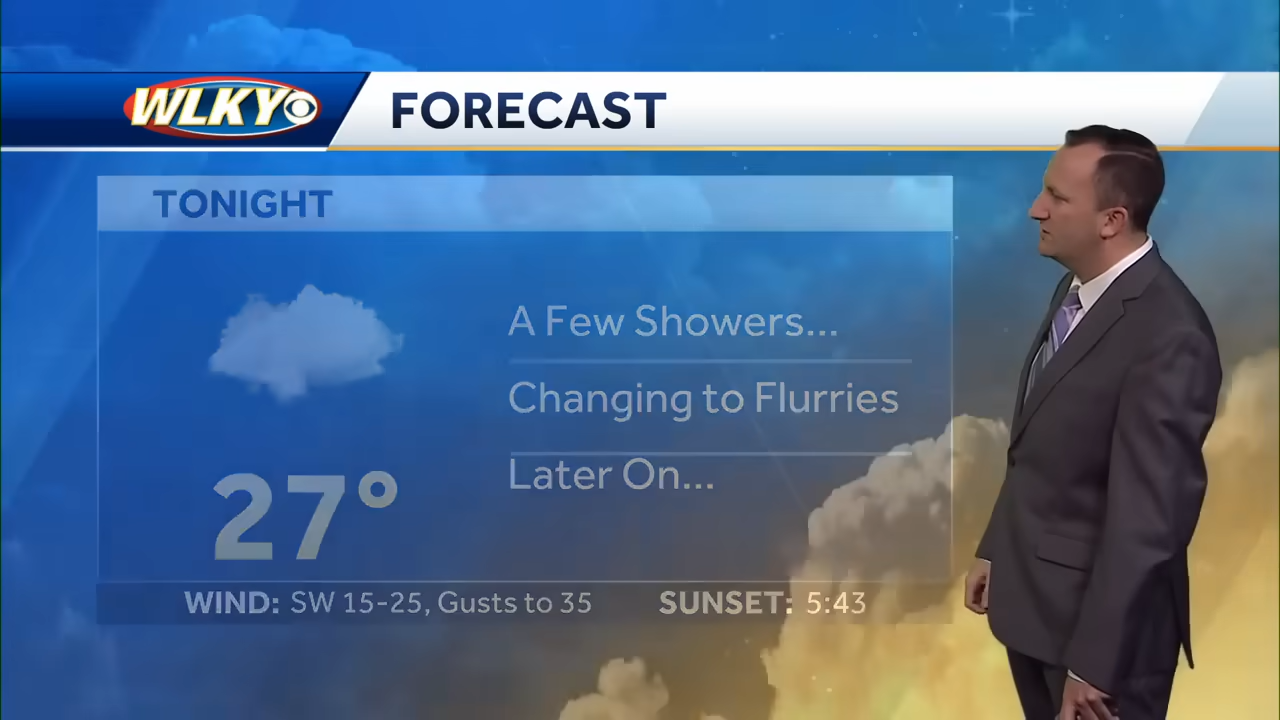 WLKY
FORECAST
TONIGHT
A Few Showers...
Changing to Flurries
Later On...
27°
WIND: SW 15-25, Gusts to 35 SUNSET: 5:43